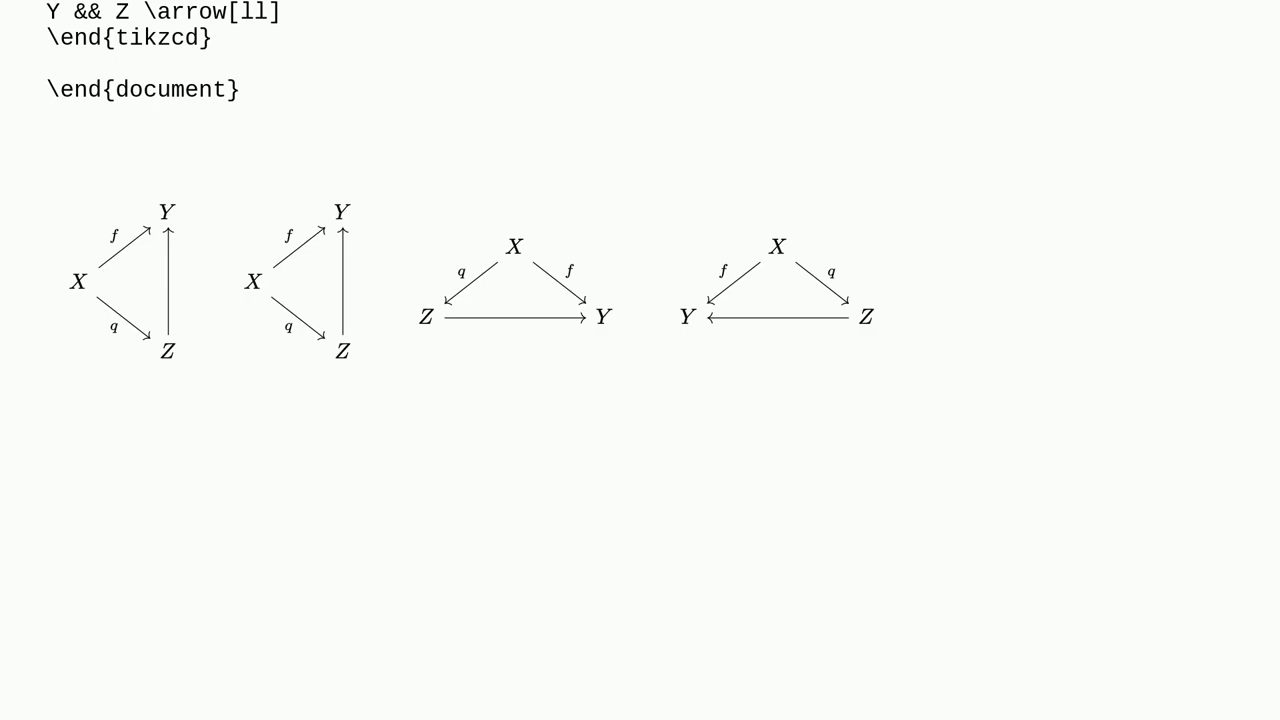 Y && Z \arrow[ll]
\end{tikzcd}
\end{document}
Y Y
f f X X
q f f q
X X
Z Y Y Z
q q
Z Z